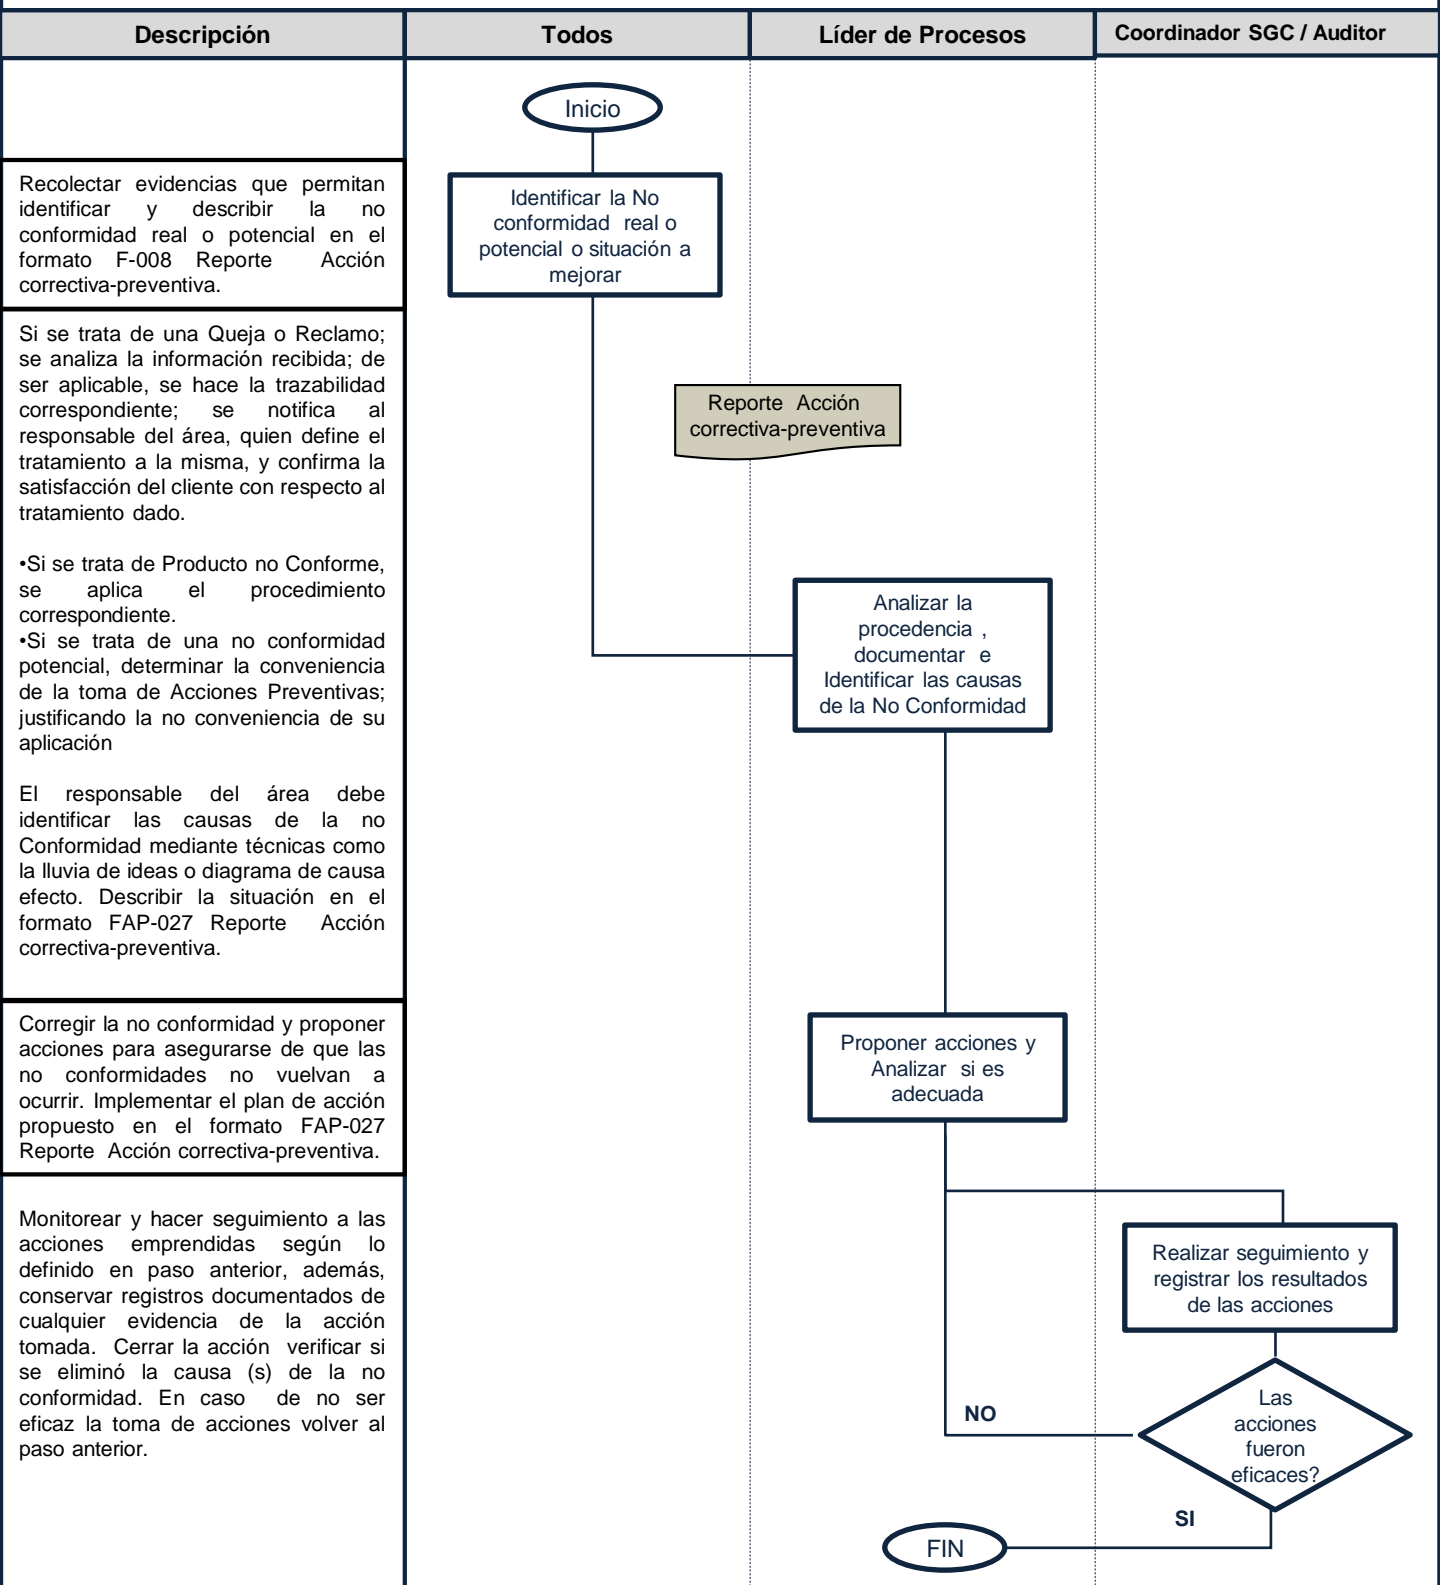 Descripción
Todos
Líder de Procesos
Coordinador SGC / Auditor
Inicio
Recolectar evidencias que permitan
identificar y describir la no
conformidad real o potencial en el
formato F-008 Reporte Acción
correctiva-preventiva.
Identificar la No
conformidad real o
potencial o situación a
mejorar
Si se trata de una Queja o Reclamo;
se analiza la información recibida; de
ser aplicable, se hace la trazabilidad
correspondiente; se notifica al
responsable del área, quien define el
tratamiento a la misma, y confirma la
satisfacción del cliente con respecto al
tratamiento dado.
•Si se trata de Producto no Conforme,
se aplica el procedimiento
correspondiente.
•Si se trata de una no conformidad
potencial, determinar la conveniencia
de la toma de Acciones Preventivas;
justificando la no conveniencia de su
aplicación
El responsable del área debe
identificar las causas de la no
Conformidad mediante técnicas como
la lluvia de ideas o diagrama de causa
efecto. Describir la situación en el
formato FAP-027 Reporte Acción
correctiva-preventiva.
Reporte Acción
correctiva-preventiva
Analizar la
procedencia ,
documentar e
Identificar las causas
de la No Conformidad
Corregir la no conformidad y proponer
acciones para asegurarse de que las
no conformidades no vuelvan a
ocurrir. Implementar el plan de acción
propuesto en el formato FAP-027
Reporte Acción correctiva-preventiva.
Proponer acciones y
Analizar si es
adecuada
Monitorear y hacer seguimiento a las
acciones emprendidas según lo
definido en paso anterior, además,
conservar registros documentados de
cualquier evidencia de la acción
tomada. Cerrar la acción verificar si
se eliminó la causa (s) de la no
conformidad. En caso de no ser
eficaz la toma de acciones volver al
paso anterior.
Realizar seguimiento y
registrar los resultados
de las acciones
Las
acciones
fueron
eficaces?
NO
SI
FIN